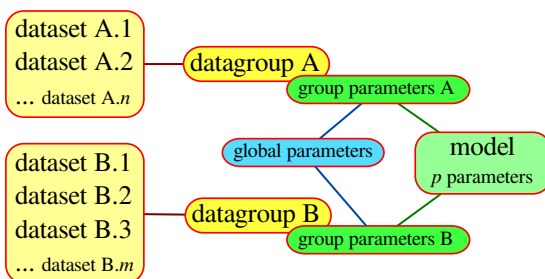 dataset A.1
dataset A.2
... dataset A.n
datagroup A
group parameters A
global parameters
model
p parameters
dataset B.1
dataset B.2
dataset B.3
... dataset B.m
datagroup B
group parameters B